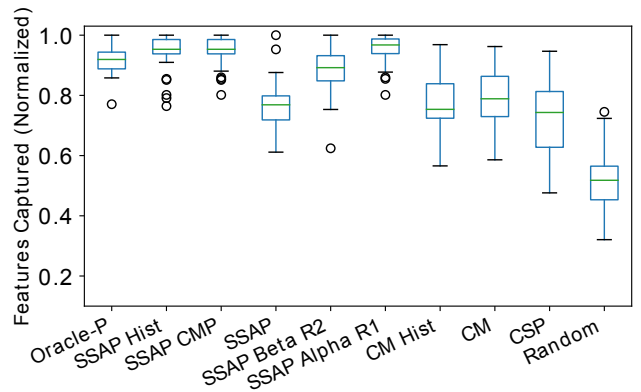 Features Captured (Normalized)
1.0
0.8
0.6
0.4
0.2
Oracle-P
SSAP Hist
SSAP CMP
SSAP
SSAP Beta R2
SSAP Alpha R1
CM Hist
CM
CSP
Random